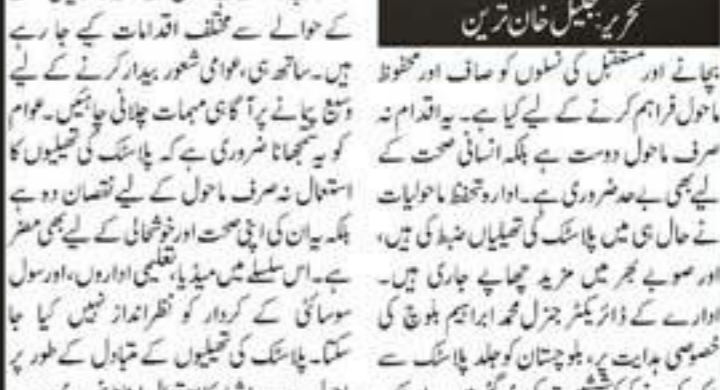 تحریر: جمیل خان ترین
بچانے اور مستقبل کی نسلوں کو صاف اور محفوظ
ماحول فراہم کرنے کے لیے کیا ہے۔ یہ اقدام نہ
صرف ماحول دوست ہے بلکہ انسانی صحت کے
لیے بھی بے حد ضروری ہے۔ ادارہ تحفظ ماحولیات
نے حال ہی میں پلاسٹک کی تھیلیاں ضبط کی ہیں،
اور صوبے بھر میں مزید چھاپے جاری ہیں۔
ادارے کے ڈائریکٹر جنرل محمد ابراہیم بلوچ کی
خصوصی ہدایت پر، بلوچستان کو جلد پلاسٹک سے
کے حوالے سے مختلف اقدامات کیے جا رہے
ہیں۔ ساتھ ہی، عوامی شعور بیدار کرنے کے لیے
وسیع پیمانے پر آگاہی مہمات چلانی چاہئیں۔ عوام
کو یہ سمجھانا ضروری ہے کہ پلاسٹک کی تھیلیوں کا
استعمال نہ صرف ماحول کے لیے نقصان دہ ہے
بلکہ یہ ان کی اپنی صحت اور خوشحالی کے لیے بھی مضر
ہے۔ اس سلسلے میں میڈیا، تعلیمی اداروں، اور سول
سوسائٹی کے کردار کو نظرانداز نہیں کیا جا
سکتا۔ پلاسٹک کی تھیلیوں کے متبادل کے طور پر